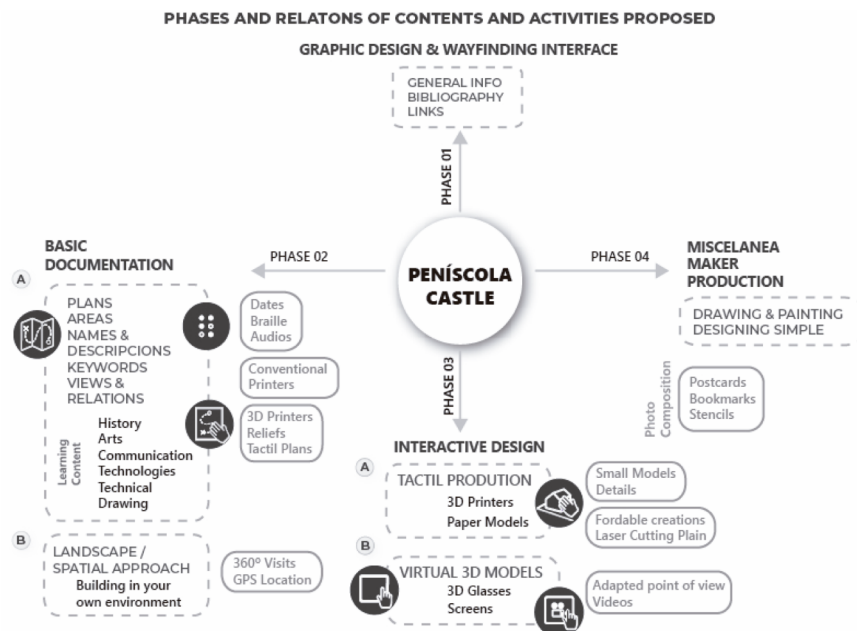 PHASES AND RELATONS OF CONTENTS AND ACTIVITIES PROPOSED
GRAPHIC DESIGN & WAYFINDING INTERFACE
GENERAL INFO
BIBLIOGRAPHY
LINKS
PHASE 01
BASIC
DOCUMENTATION
PHASE 02
PENÍSCOLA
CASTLE
PHASE 04
MISCELANEA
MAKER
PRODUCTION
A
PLANS
AREAS
NAMES &
DESCRIPCIONS
KEYWORDS
VIEWS &
RELATIONS
Learning
Content
History
Arts
Communication
Technologies
Technical
Drawing
Dates
Braille
Audios
Conventional
Printers
3D Printers
Reliefs
Tactil Plans
B
LANDSCAPE /
SPATIAL APPROACH
Building in your
own environment
360º Visits
GPS Location
DRAWING & PAINTING
DESIGNING SIMPLE
Photo
Composition
Postcards
Bookmarks
Stencils
PHASE 03
INTERACTIVE DESIGN
A
TACTIL PRODUTION
3D Printers
Paper Models
Small Models
Details
Fordable creations
Laser Cutting Plain
B
VIRTUAL 3D MODELS
3D Glasses
Screens
Adapted point of view
Videos